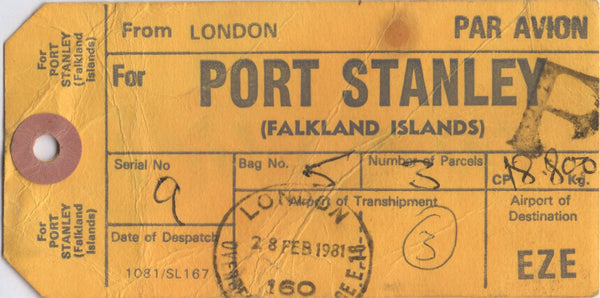 From LONDON
PAR AVION
For
PORT
STANLEY
(Falkland
Islands)
For
PORT STANLEY
(FALKLAND ISLANDS)
F
Serial No
9
Bag No.
5
Number of Parcels
3
CP 18.800 Kg.
Airport of Transhipment
3
Airport of
Destination
EZE
Date of Despatch
LONDON
28 FEB 1981
160
1081/SL167
For
PORT
STANLEY
(Falkland
Islands)